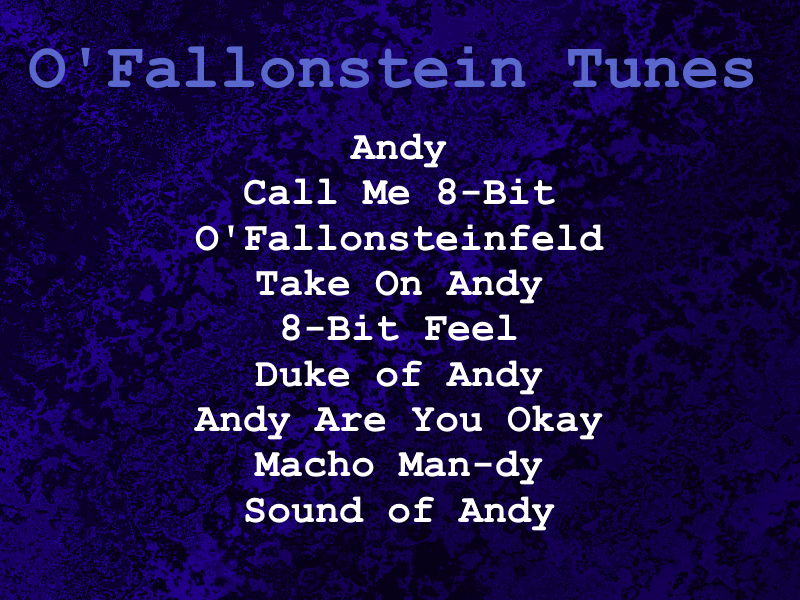 O'Fallonstein Tunes
Andy
Call Me 8-Bit
O'Fallonsteinfeld
Take On Andy
8-Bit Feel
Duke of Andy
Andy Are You Okay
Macho Man-dy
Sound of Andy